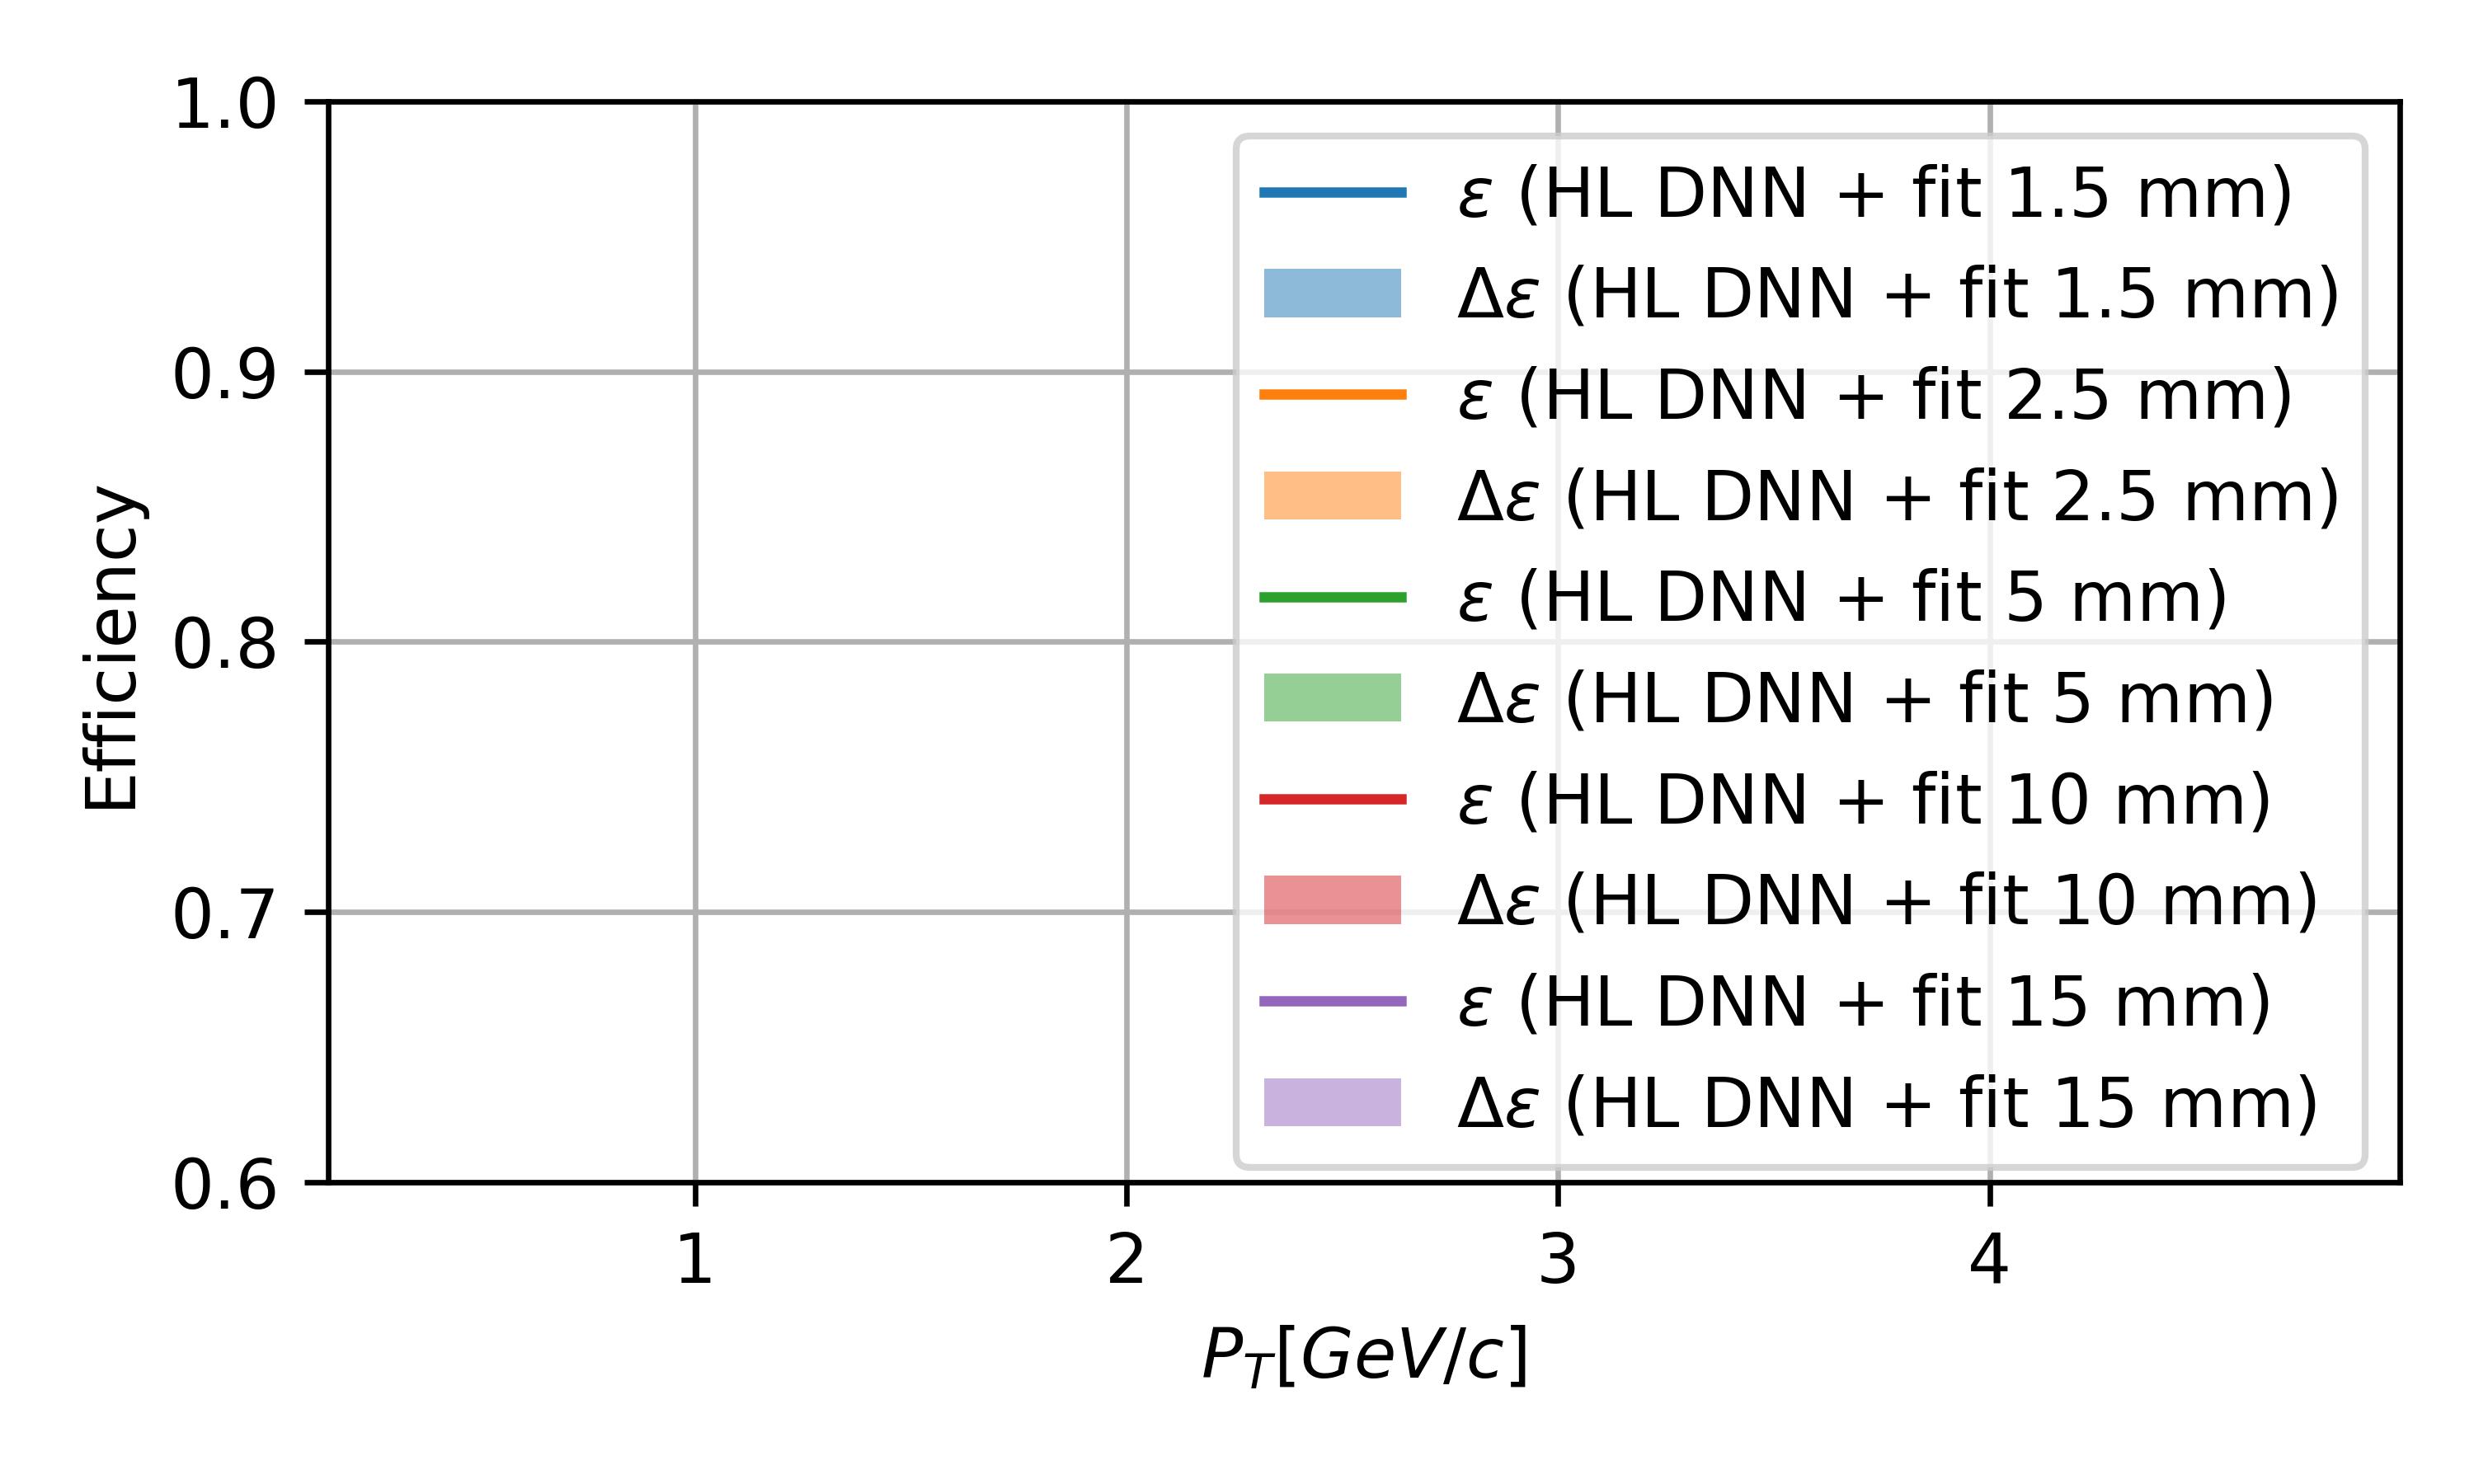 1.0
0.9
0.8
0.7
0.6
Efficiency
ε (HL DNN + fit 1.5 mm)
Δε (HL DNN + fit 1.5 mm)
ε (HL DNN + fit 2.5 mm)
Δε (HL DNN + fit 2.5 mm)
ε (HL DNN + fit 5 mm)
Δε (HL DNN + fit 5 mm)
ε (HL DNN + fit 10 mm)
Δε (HL DNN + fit 10 mm)
ε (HL DNN + fit 15 mm)
Δε (HL DNN + fit 15 mm)
1 2 3 4
P_T[GeV/c]